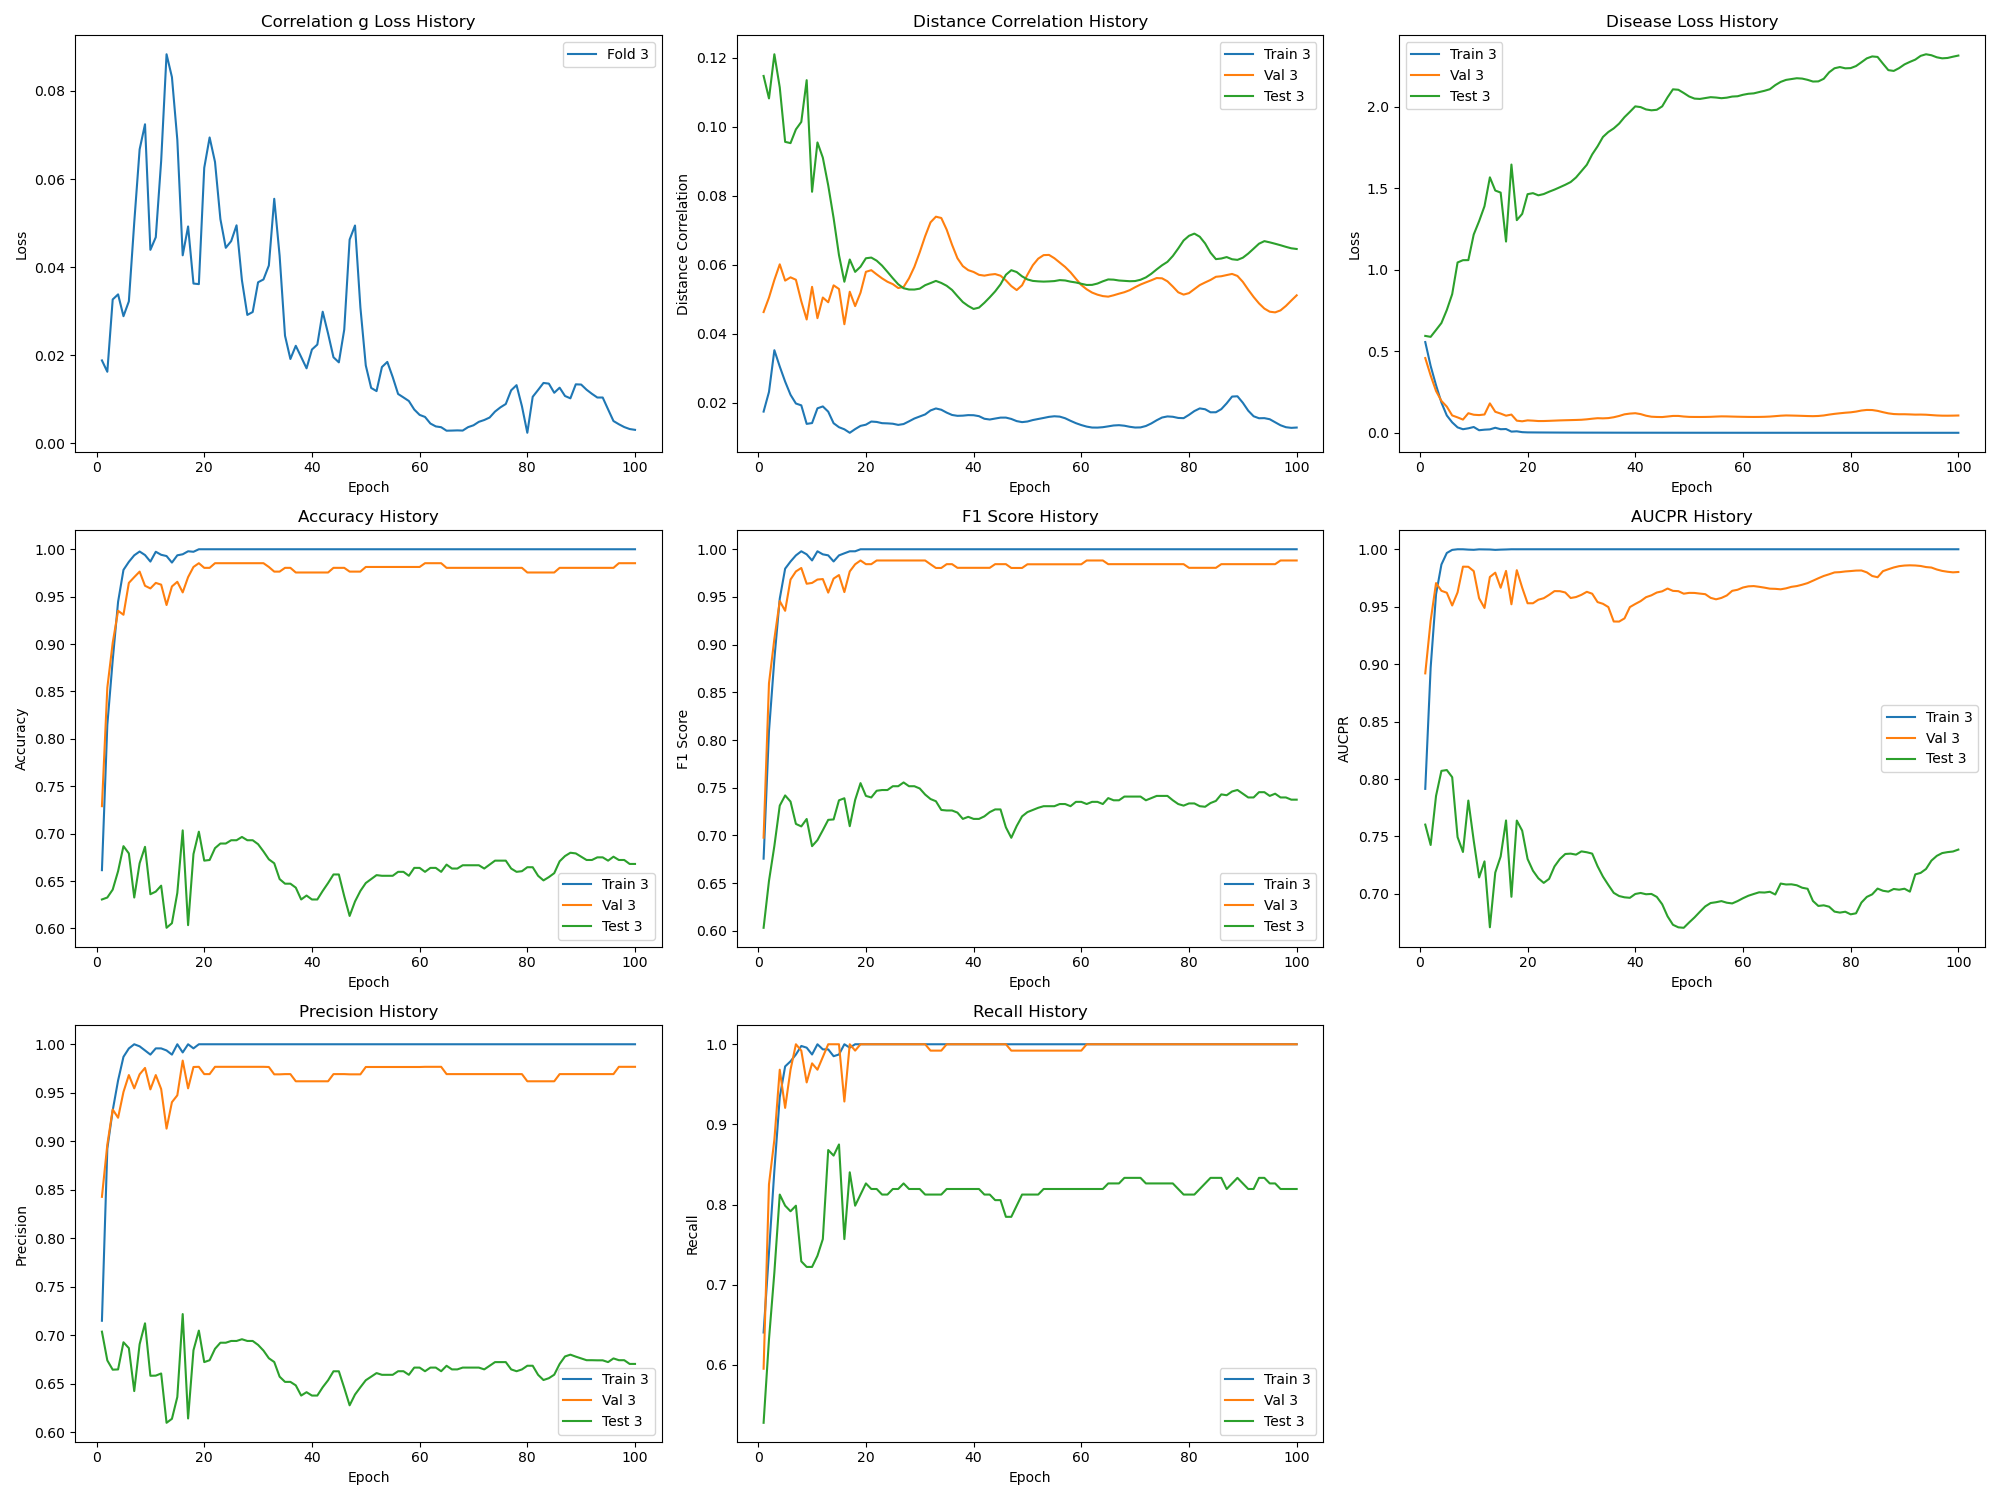 Correlation g Loss History
Fold 3
0.08
0.06
0.04
0.02
0.00
Loss
0 20 40 60 80 100
Epoch
Distance Correlation History
Train 3
Val 3
Test 3
0.12
0.10
0.08
0.06
0.04
0.02
Distance Correlation
0 20 40 60 80 100
Epoch
Disease Loss History
Train 3
Val 3
Test 3
2.0
1.5
1.0
0.5
0.0
Loss
0 20 40 60 80 100
Epoch
Accuracy History
1.00
0.95
0.90
0.85
0.80
0.75
0.70
0.65
0.60
Accuracy
Train 3
Val 3
Test 3
0 20 40 60 80 100
Epoch
F1 Score History
1.00
0.95
0.90
0.85
0.80
0.75
0.70
0.65
0.60
F1 Score
Train 3
Val 3
Test 3
0 20 40 60 80 100
Epoch
AUCPR History
1.00
0.95
0.90
0.85
0.80
0.75
0.70
AUCPR
Train 3
Val 3
Test 3
0 20 40 60 80 100
Epoch
Precision History
1.00
0.95
0.90
0.85
0.80
0.75
0.70
0.65
0.60
Precision
Train 3
Val 3
Test 3
0 20 40 60 80 100
Epoch
Recall History
1.0
0.9
0.8
0.7
0.6
Recall
Train 3
Val 3
Test 3
0 20 40 60 80 100
Epoch